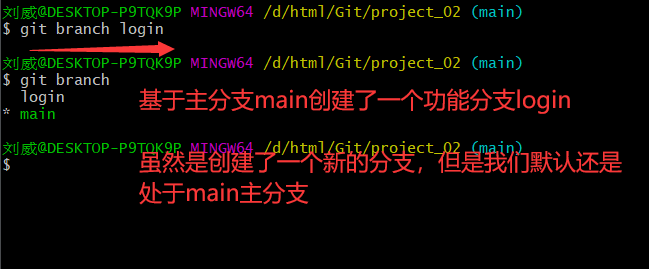 刘威@DESKTOP-P9TQK9P MINGW64 /d/html/Git/project_02 (main)
$ git branch login
刘威@DESKTOP-P9TQK9P MINGW64 /d/html/Git/project_02 (main)
$ git branch
login
* main
基于主分支main创建了一个功能分支login
刘威@DESKTOP-P9TQK9P MINGW64 /d/html/Git/project_02 (main)
$
虽然是创建了一个新的分支，但是我们默认还是
处于main主分支